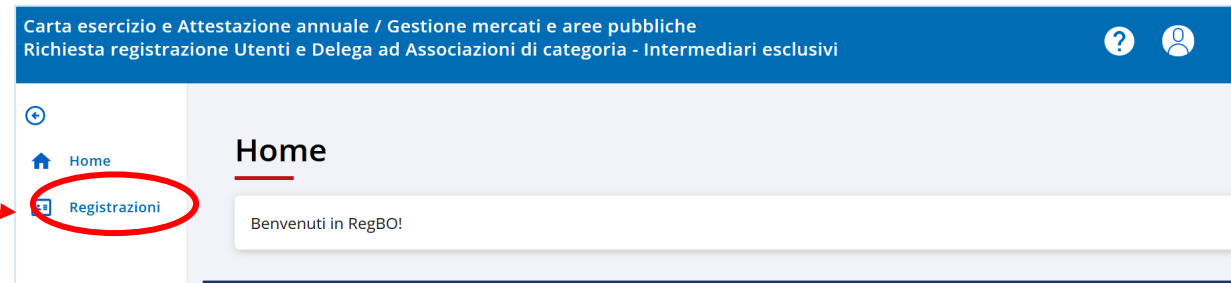 Carta esercizio e Attestazione annuale / Gestione mercati e aree pubbliche
Richiesta registrazione Utenti e Delega ad Associazioni di categoria - Intermediari esclusivi
?
Home
Registrazioni
Home
Benvenuti in RegBO!